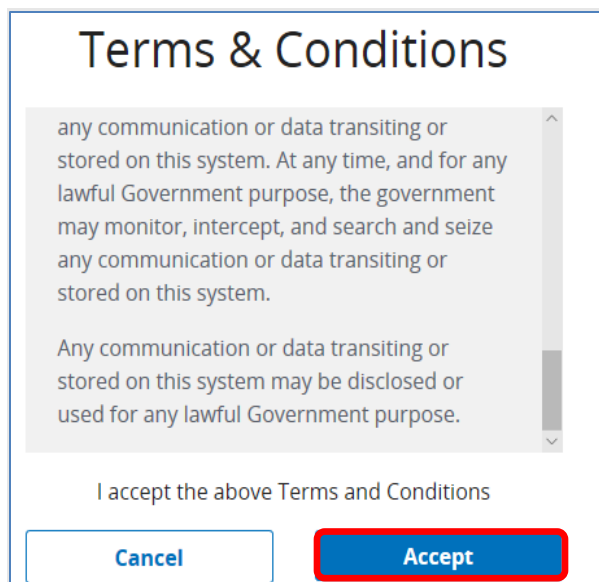 Terms & Conditions
any communication or data transiting or
stored on this system. At any time, and for any
lawful Government purpose, the government
may monitor, intercept, and search and seize
any communication or data transiting or
stored on this system.
Any communication or data transiting or
stored on this system may be disclosed or
used for any lawful Government purpose.
I accept the above Terms and Conditions
Cancel
Accept